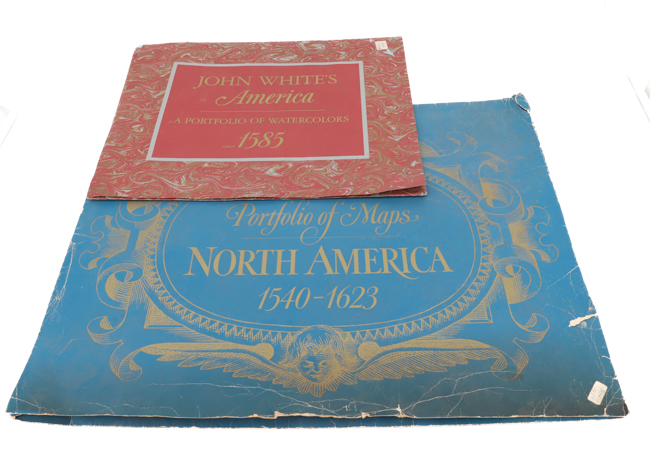 JOHN WHITE'S
America
A PORTFOLIO OF WATERCOLORS
1585
Portfolio of Maps
NORTH AMERICA
1540-1623